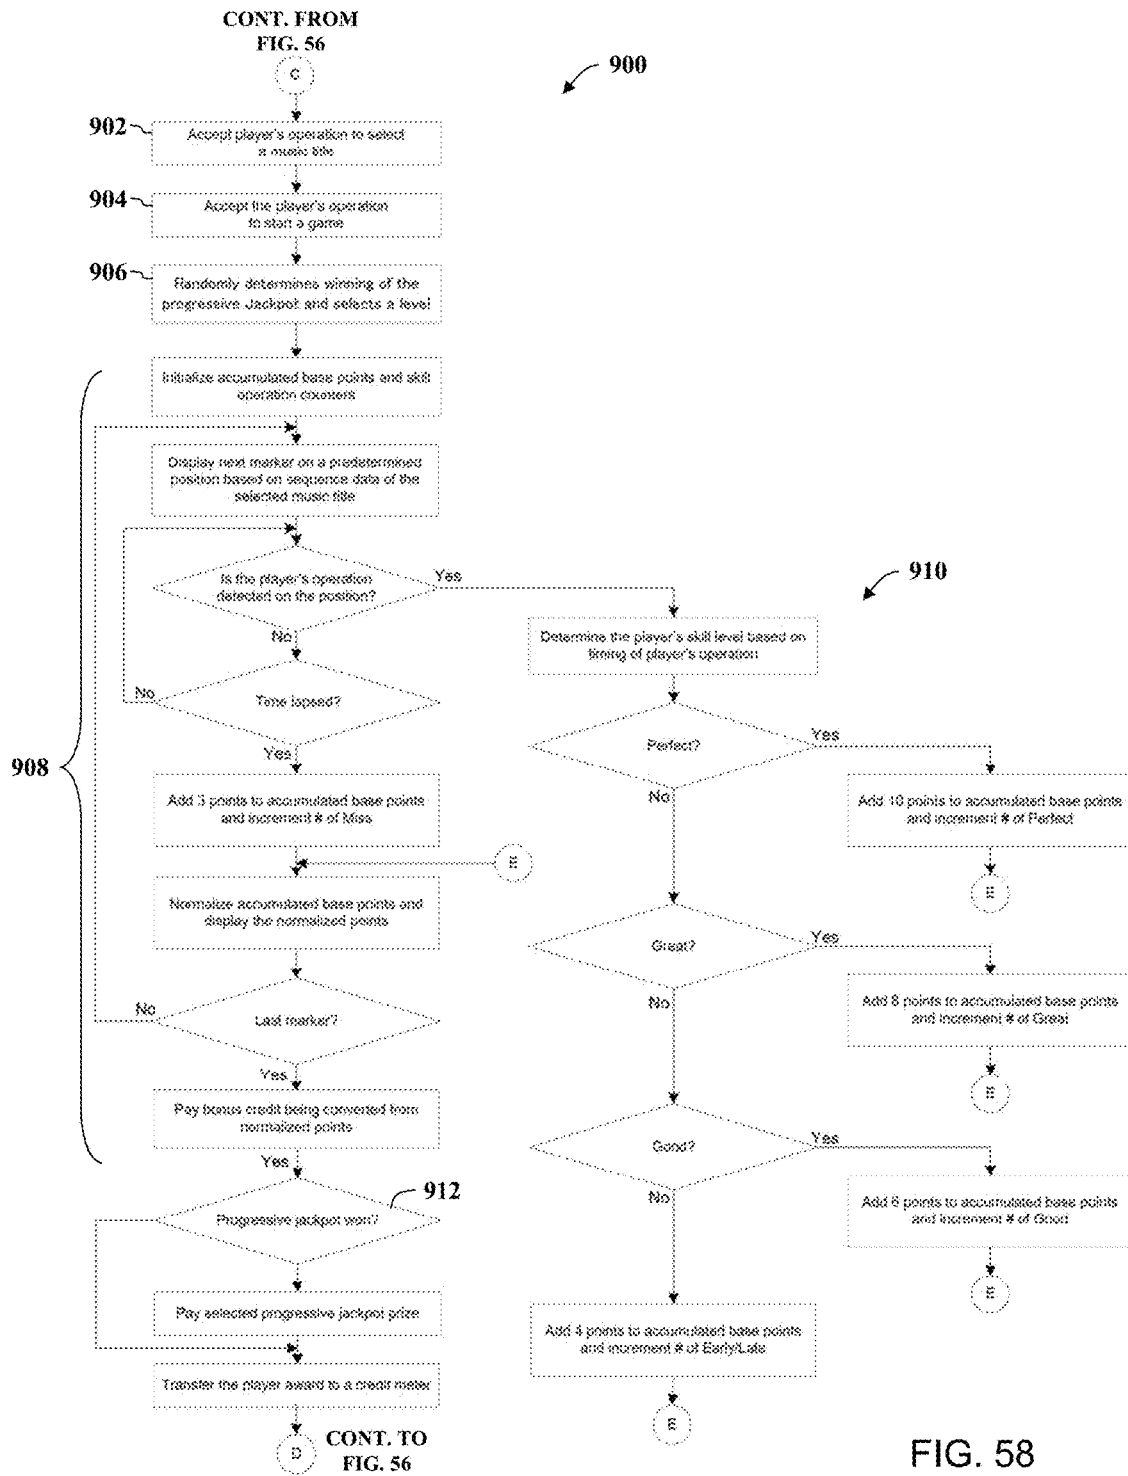 CONT. FROM
FIG. 56
C
900
902
Accept player's operation to select
a music title
904
Accept the player's operation
to start a game
906
Randomly determines winning of the
progressive Jackpot and selects a level
Initialize accumulated base points and skill
operation counters
Display next marker on a predetermined
position based on sequence data of the
selected music title
Is the player's operation
detected on the position?
Yes
No
Time lapsed?
No
Yes
908
Add 3 points to accumulated base points
and increment # of Miss
E
Normalize accumulated base points and
display the normalized points
Last marker?
No
Yes
Pay bonus credit being converted from
normalized points
Yes
912
Progressive jackpot won?
Pay selected progressive jackpot prize
Transfer the player award to a credit meter
D
CONT. TO
FIG. 56
910
Determine the player's skill level based on
timing of player's operation
Perfect?
Yes
No
Add 10 points to accumulated base points
and increment # of Perfect
E
Great?
Yes
No
Add 8 points to accumulated base points
and increment # of Great
E
Good?
Yes
No
Add 6 points to accumulated base points
and increment # of Good
E
Add 4 points to accumulated base points
and increment # of Early/Late
E
FIG. 58